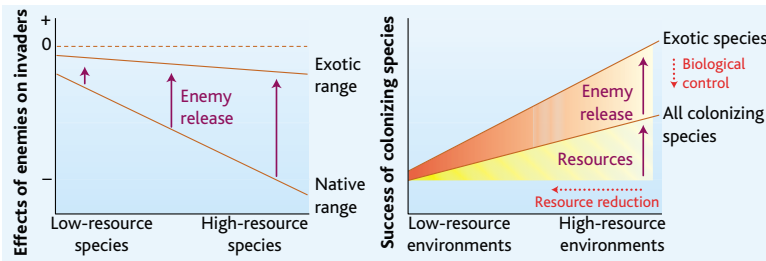 Effects of enemies on invaders
+
0
–
Exotic
range
Enemy
release
Native
range
Low-resource
species
High-resource
species
Success of colonizing species
Exotic species
Biological
control
Enemy
release
All colonizing
species
Resources
Resource reduction
Low-resource
environments
High-resource
environments